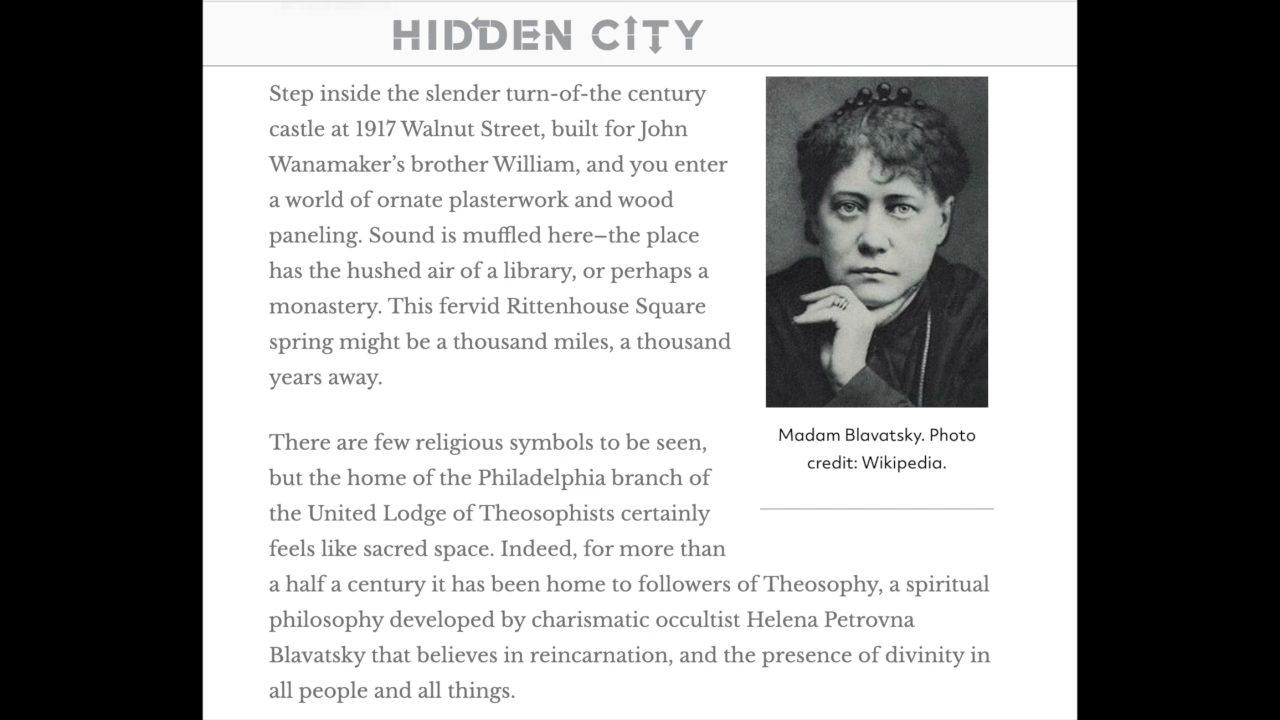 HIDDEN CITY
Step inside the slender turn-of-the century
castle at 1917 Walnut Street, built for John
Wanamaker’s brother William, and you enter
a world of ornate plasterwork and wood
paneling. Sound is muffled here–the place
has the hushed air of a library, or perhaps a
monastery. This fervid Rittenhouse Square
spring might be a thousand miles, a thousand
years away.
There are few religious symbols to be seen,
but the home of the Philadelphia branch of
the United Lodge of Theosophists certainly
feels like sacred space. Indeed, for more than
a half a century it has been home to followers of Theosophy, a spiritual
philosophy developed by charismatic occultist Helena Petrovna
Blavatsky that believes in reincarnation, and the presence of divinity in
all people and all things.
Madam Blavatsky. Photo
credit: Wikipedia.